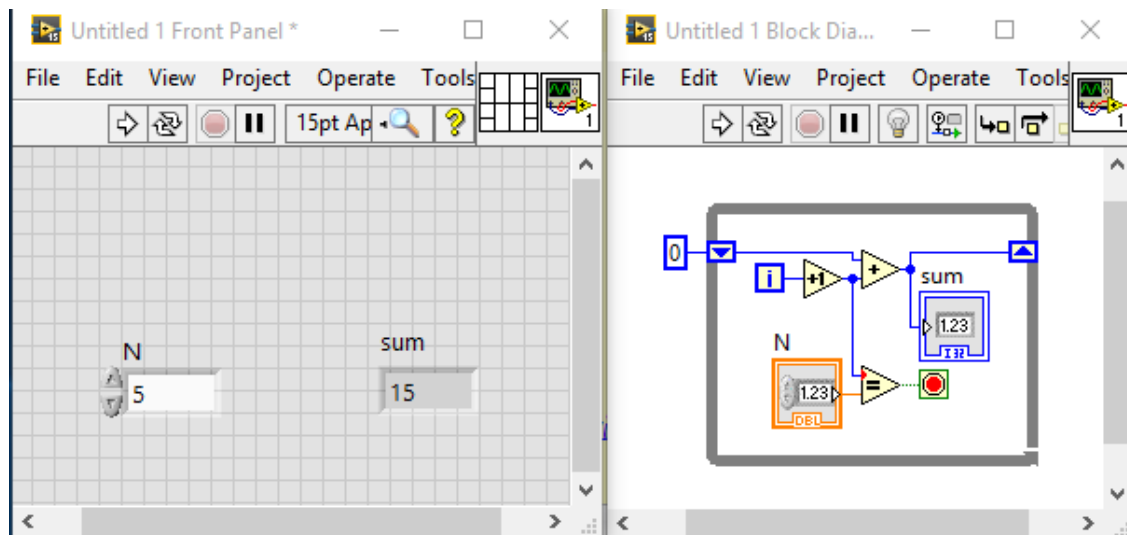 Untitled 1 Front Panel *
File Edit View Project Operate Tools
15pt Ap
1
N
5
sum
15
Untitled 1 Block Dia...
File Edit View Project Operate Tools
1
0
i
+1
+
sum
1.23
I32
N
1.23
DBL
=